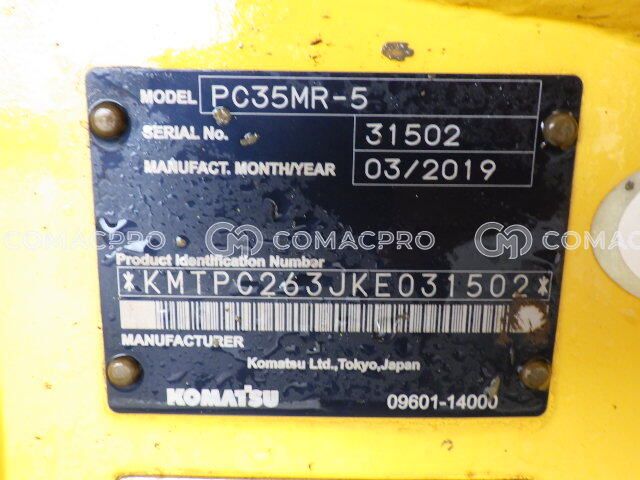 MODEL PC35MR-5
SERIAL No. 31502
MANUFACT. MONTH/YEAR 03/2019
COMACPRO COMACPRO COMACPRO
Product Identification Number
*KMTPC263JKE031502*
MANUFACTURER
Komatsu Ltd.,Tokyo,Japan
KOMATSU 09601-14000